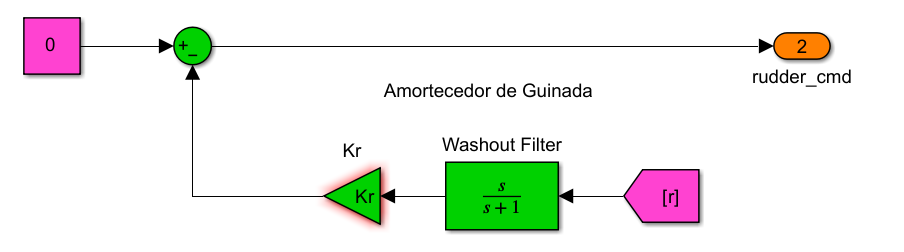 0
+
−
2
rudder_cmd
Amortecedor de Guinada
Kr
Washout Filter
Kr
s
s + 1
[r]